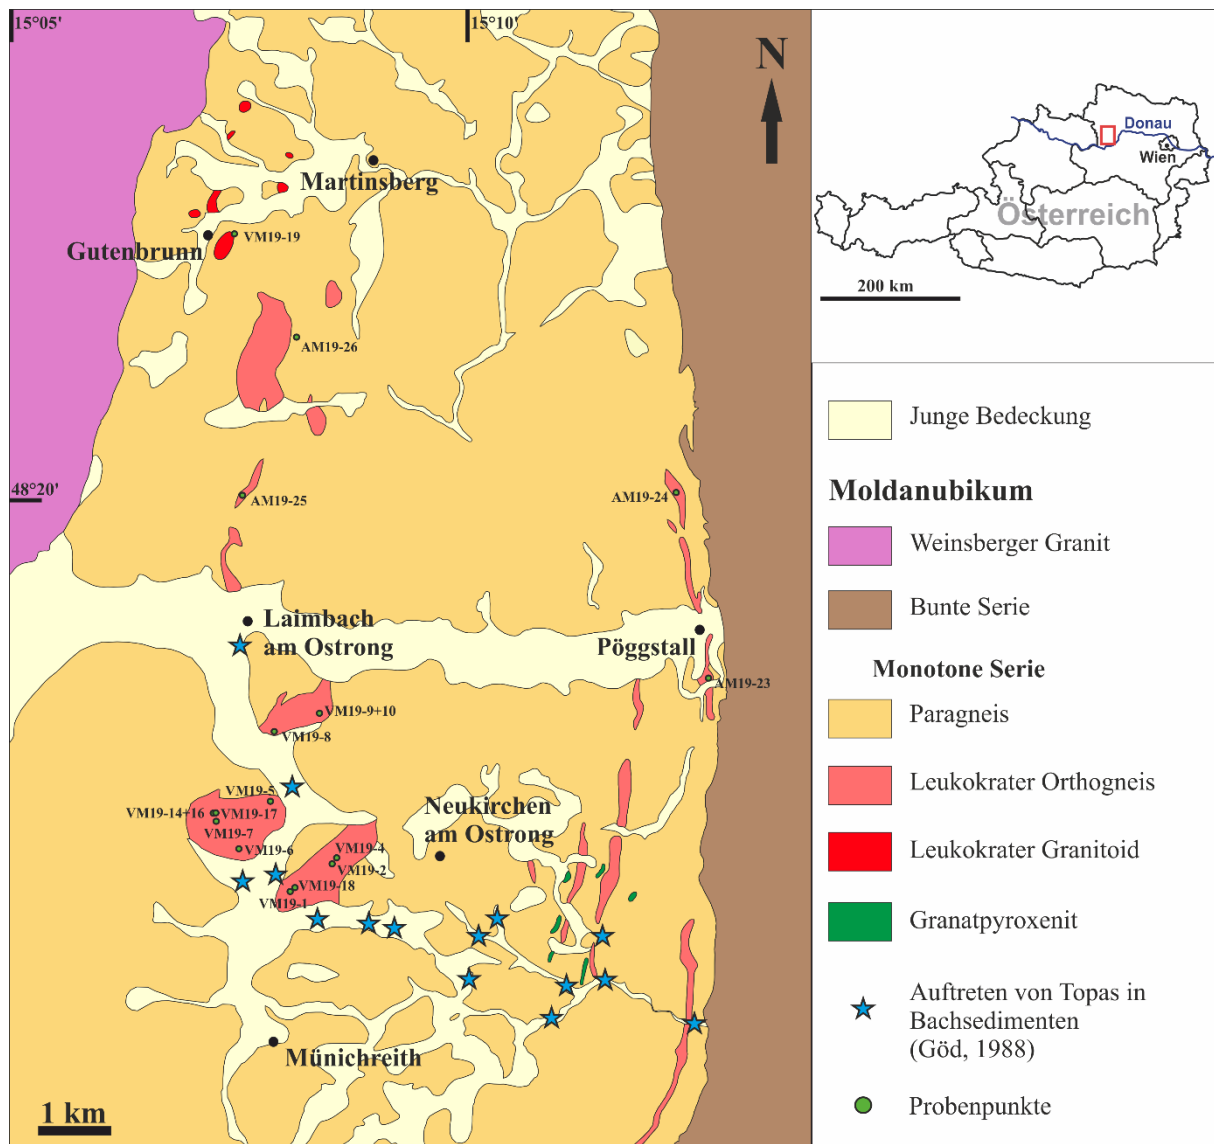 15°05'
15°10'
N
Martinsberg
Gutenbrunn
VM19-19
AM19-26
48°20'
AM19-25
AM19-24
Laimbach
am Ostrong
Pöggstall
AM19-23
VM19-9+10
VM19-8
VM19-5
VM19-14+16
VM19-17
VM19-7
VM19-6
Neukirchen
am Ostrong
VM19-4
VM19-2
VM19-18
VM19-1
Münichreith
1 km
Donau
Wien
Österreich
200 km
Junge Bedeckung
Moldanubikum
Weinsberger Granit
Bunte Serie
Monotone Serie
Paragneis
Leukokrater Orthogneis
Leukokrater Granitoid
Granatpyroxenit
Auftreten von Topas in
Bachsedimenten
(Göd, 1988)
Probenpunkte